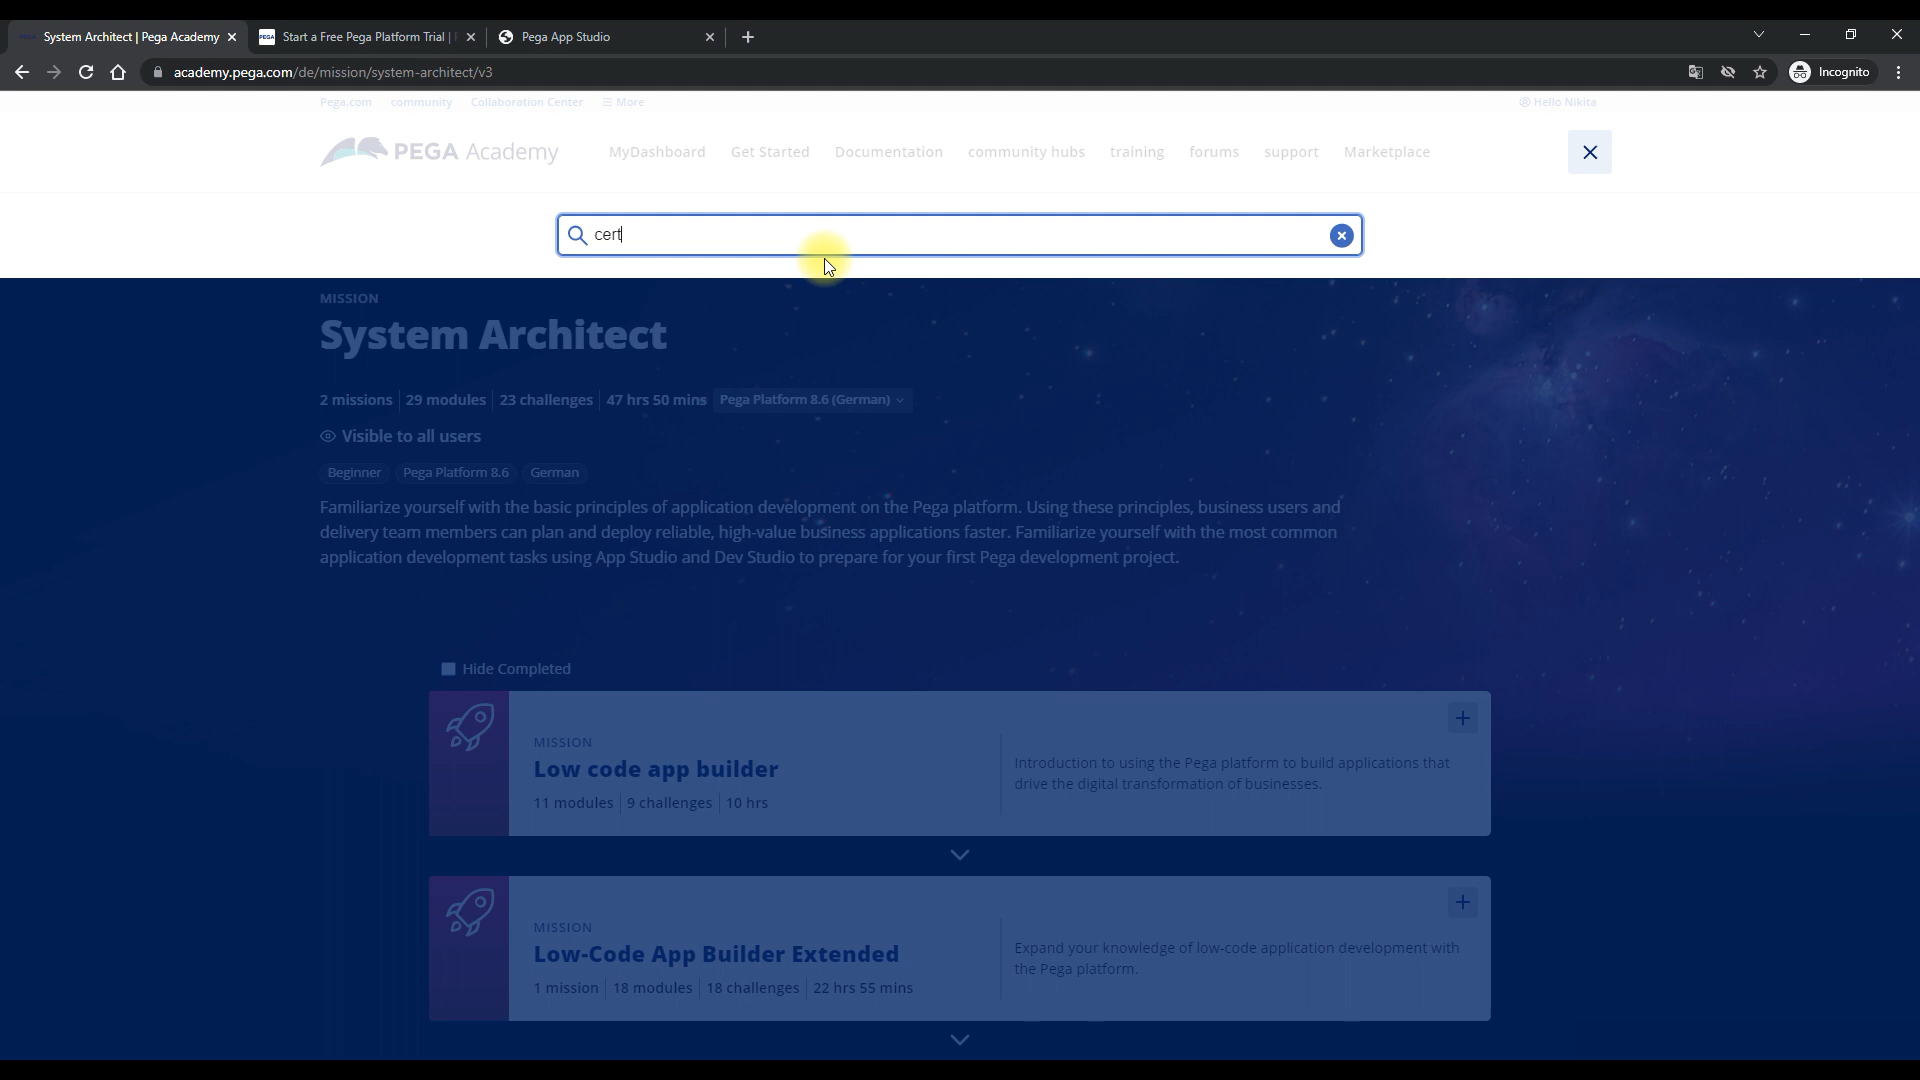 System Architect | Pega Academy
Start a Free Pega Platform Trial |
Pega App Studio
academy.pega.com/de/mission/system-architect/v3
Incognito
Pega.com community Collaboration Center More
Hello Nikita
PEGA Academy
MyDashboard Get Started Documentation community hubs training forums support Marketplace
cert
MISSION
System Architect
2 missions 29 modules 23 challenges 47 hrs 50 mins Pega Platform 8.6 (German)
Visible to all users
Beginner Pega Platform 8.6 German
Familiarize yourself with the basic principles of application development on the Pega platform. Using these principles, business users and
delivery team members can plan and deploy reliable, high-value business applications faster. Familiarize yourself with the most common
application development tasks using App Studio and Dev Studio to prepare for your first Pega development project.
Hide Completed
MISSION
Low code app builder
11 modules 9 challenges 10 hrs
Introduction to using the Pega platform to build applications that
drive the digital transformation of businesses.
MISSION
Low-Code App Builder Extended
1 mission 18 modules 18 challenges 22 hrs 55 mins
Expand your knowledge of low-code application development with
the Pega platform.